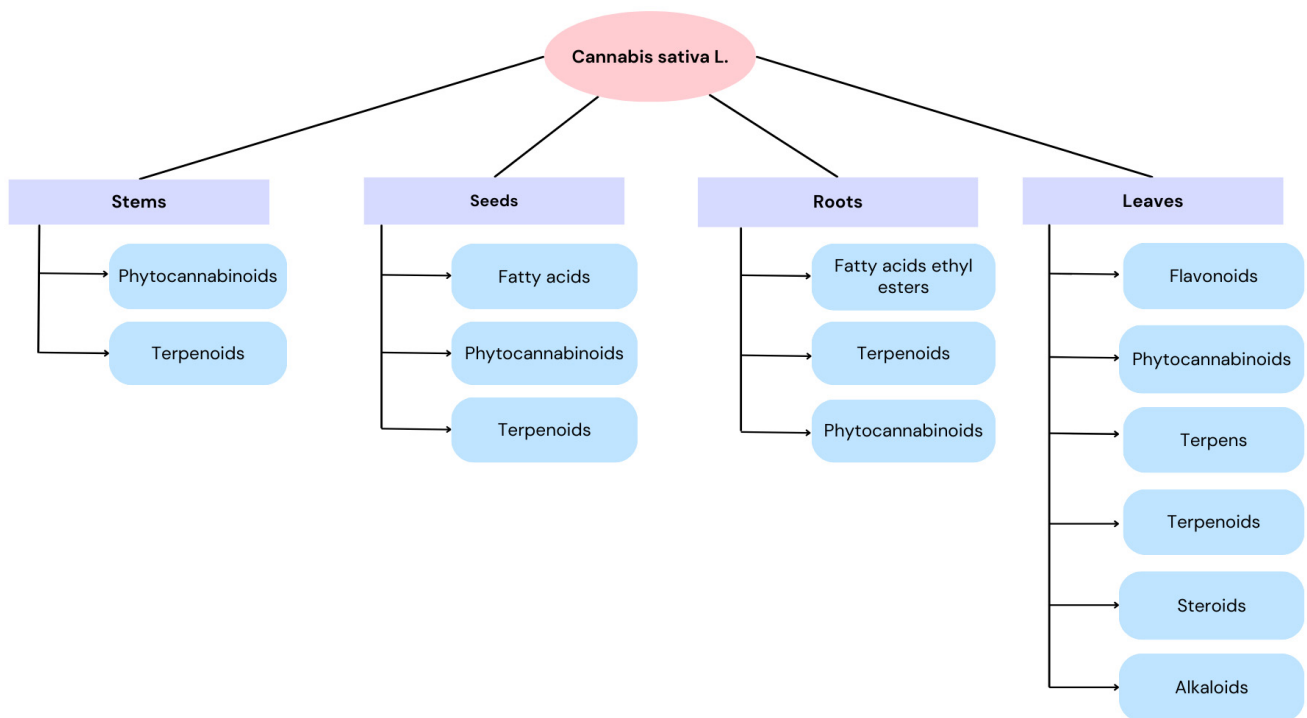 Cannabis sativa L.
Stems
Phytocannabinoids
Terpenoids
Seeds
Fatty acids
Phytocannabinoids
Terpenoids
Roots
Fatty acids ethyl
esters
Terpenoids
Phytocannabinoids
Leaves
Flavonoids
Phytocannabinoids
Terpens
Terpenoids
Steroids
Alkaloids